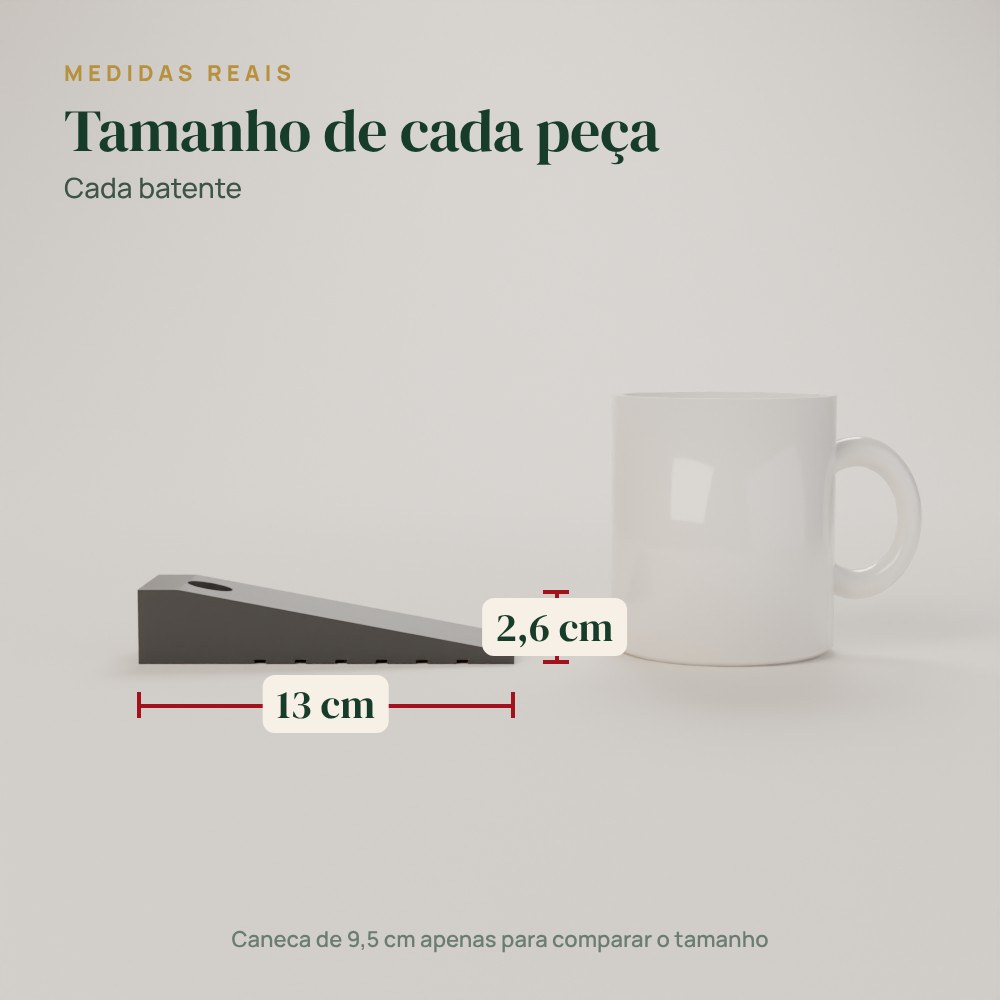 MEDIDAS REAIS
Tamanho de cada peça
Cada batente
2,6 cm
13 cm
Caneca de 9,5 cm apenas para comparar o tamanho